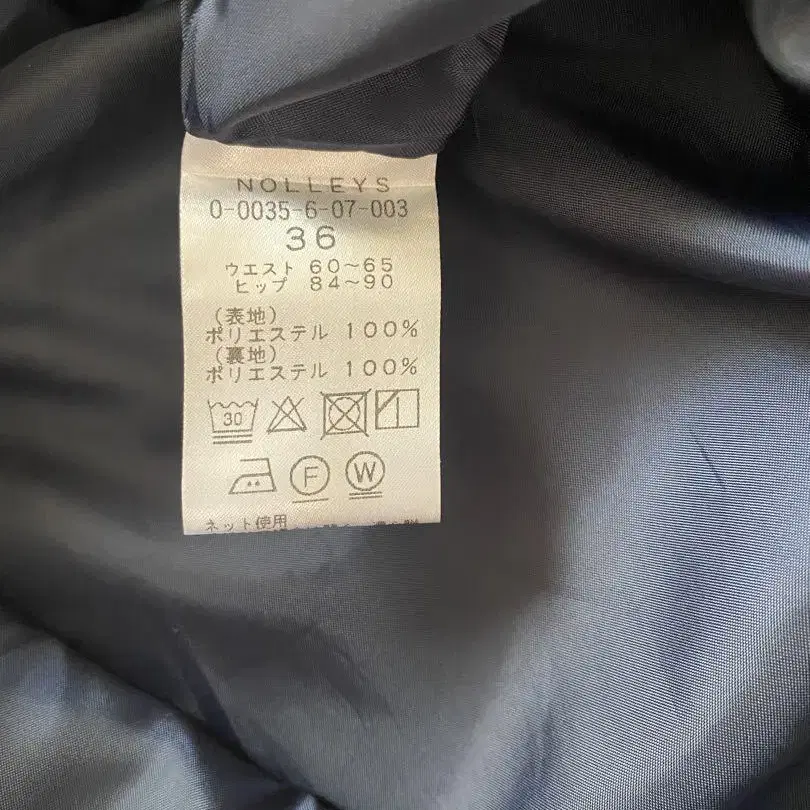 NOLLEYS
0-0035-6-07-003
36
ウエスト 60~65
ヒップ 84~90
(表地)
ポリエステル 100%
(裏地)
ポリエステル 100%
30
F W
ネット使用